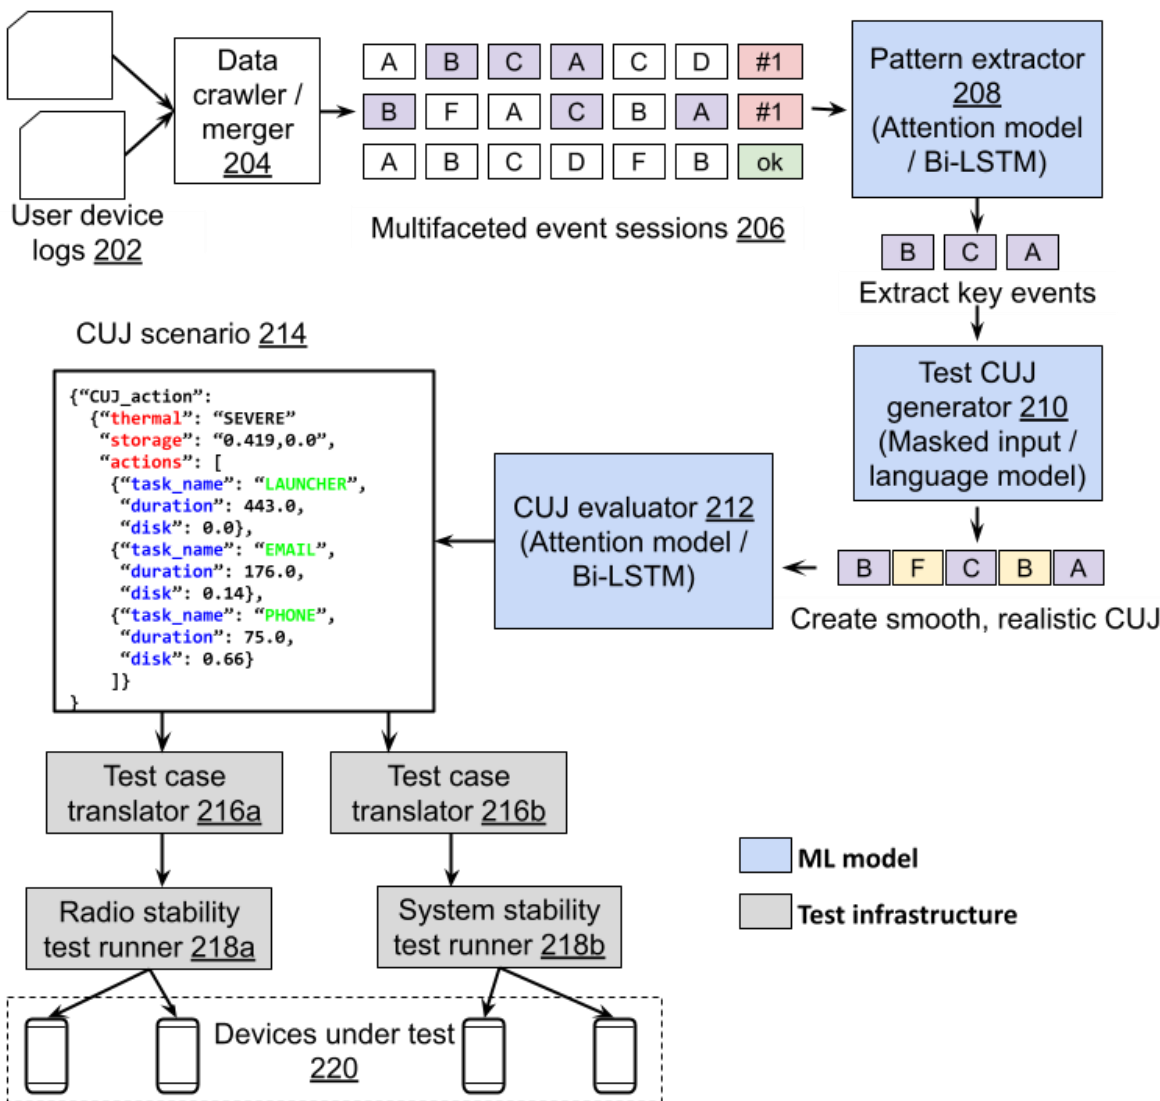 Data
crawler /
merger
204
User device
logs 202
A B C A C D #1
B F A C B A #1
A B C D F B ok
Multifaceted event sessions 206
Pattern extractor
208
(Attention model
/ Bi-LSTM)
B C A
Extract key events
Test CUJ
generator 210
(Masked input /
language model)
B F C B A
Create smooth, realistic CUJ
CUJ evaluator 212
(Attention model /
Bi-LSTM)
CUJ scenario 214
{“CUJ_action”:
{“thermal”: “SEVERE”
“storage”: “0.419,0.0”,
“actions”: [
{“task_name”: “LAUNCHER”,
“duration”: 443.0,
“disk”: 0.0},
{“task_name”: “EMAIL”,
“duration”: 176.0,
“disk”: 0.14},
{“task_name”: “PHONE”,
“duration”: 75.0,
“disk”: 0.66}
]}
}
Test case
translator 216a
Test case
translator 216b
Radio stability
test runner 218a
System stability
test runner 218b
Devices under test
220
ML model
Test infrastructure